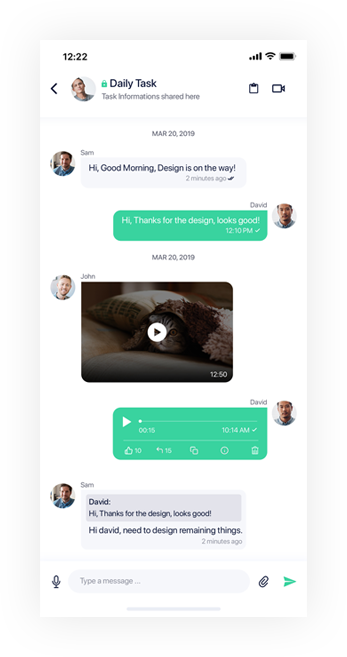 12:22
Daily Task
Task Informations shared here
MAR 20, 2019
Sam
Hi, Good Morning, Design is on the way!
2 minutes ago
David
Hi, Thanks for the design, looks good!
12:10 PM
MAR 20, 2019
John
12:50
David
00:15
10:14 AM
10
15
Sam
David:
Hi, Thanks for the design, looks good!
Hi david, need to design remaining things.
2 minutes ago
Type a message ...